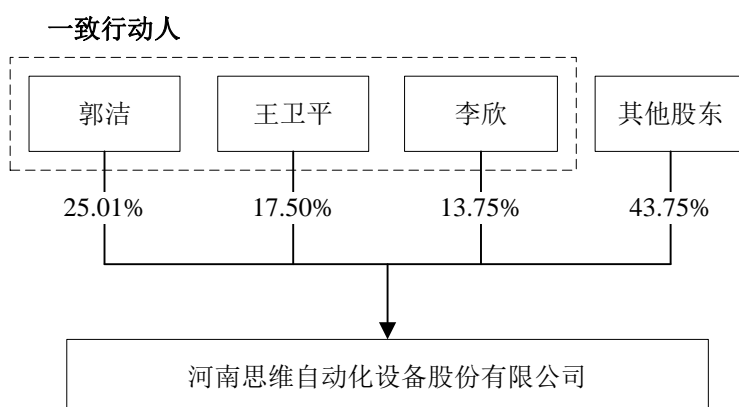 一致行动人
郭洁 王卫平 李欣 其他股东
25.01% 17.50% 13.75% 43.75%
河南思维自动化设备股份有限公司